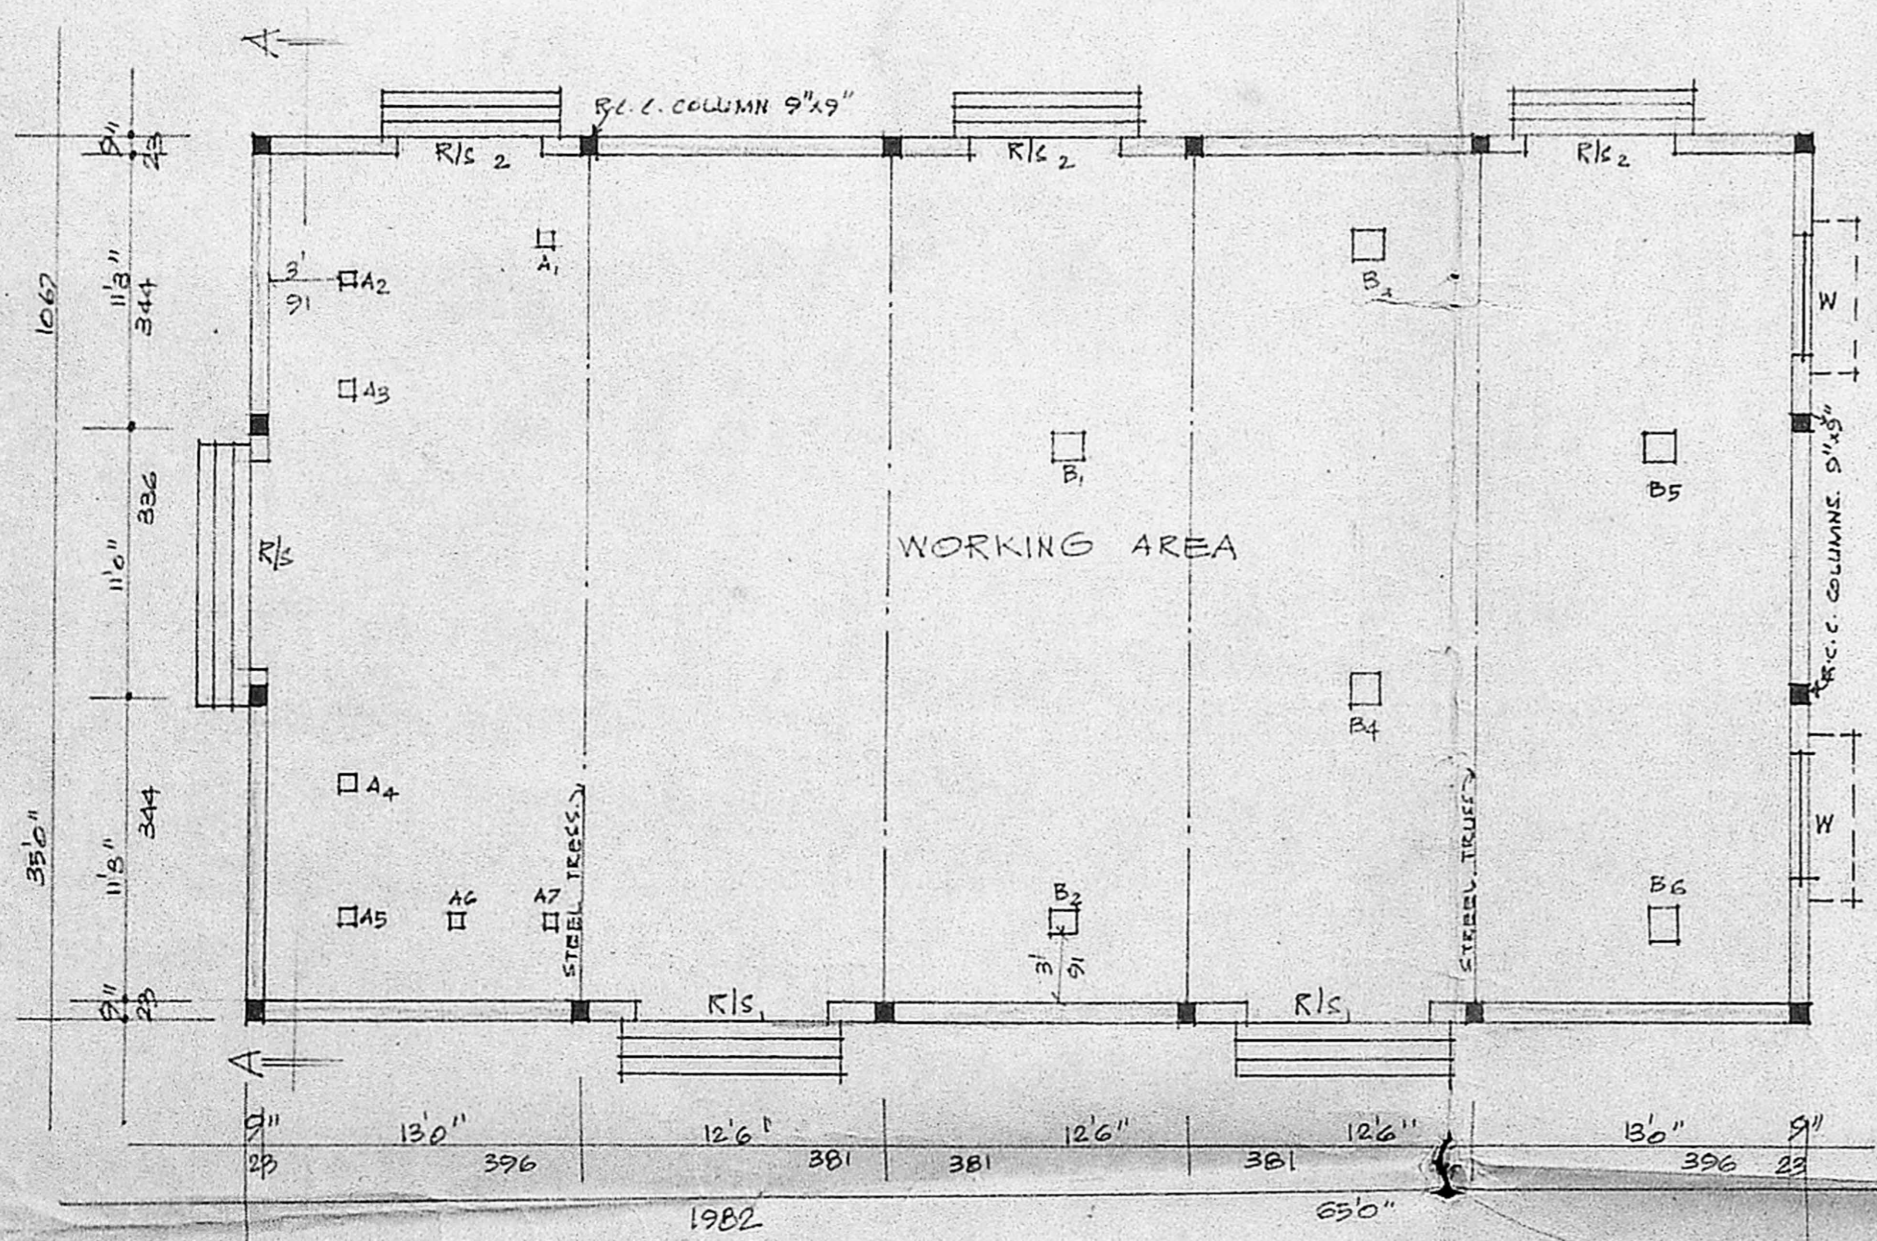 A
R.C.C. COLUMN 9"x9"
R/S 2
R/S 2
R/S 2
9"
23
A1
3'
91
A2
B3
11'3"
344
1067
W
A3
R.C.C. COLUMNS. 9"x9"
B1
B5
336
11'0"
R/S
WORKING AREA
B4
A4
344
11'3"
35'0"
STEEL TRESS.
STEEL TRUSS
W
A5
A6
A7
B2
3'
91
B6
9"
23
R/S1
R/S1
A
9"
13'0"
12'6"
12'6"
12'6"
13'0"
9"
23
396
381
381
381
396
23
1982
65'0"